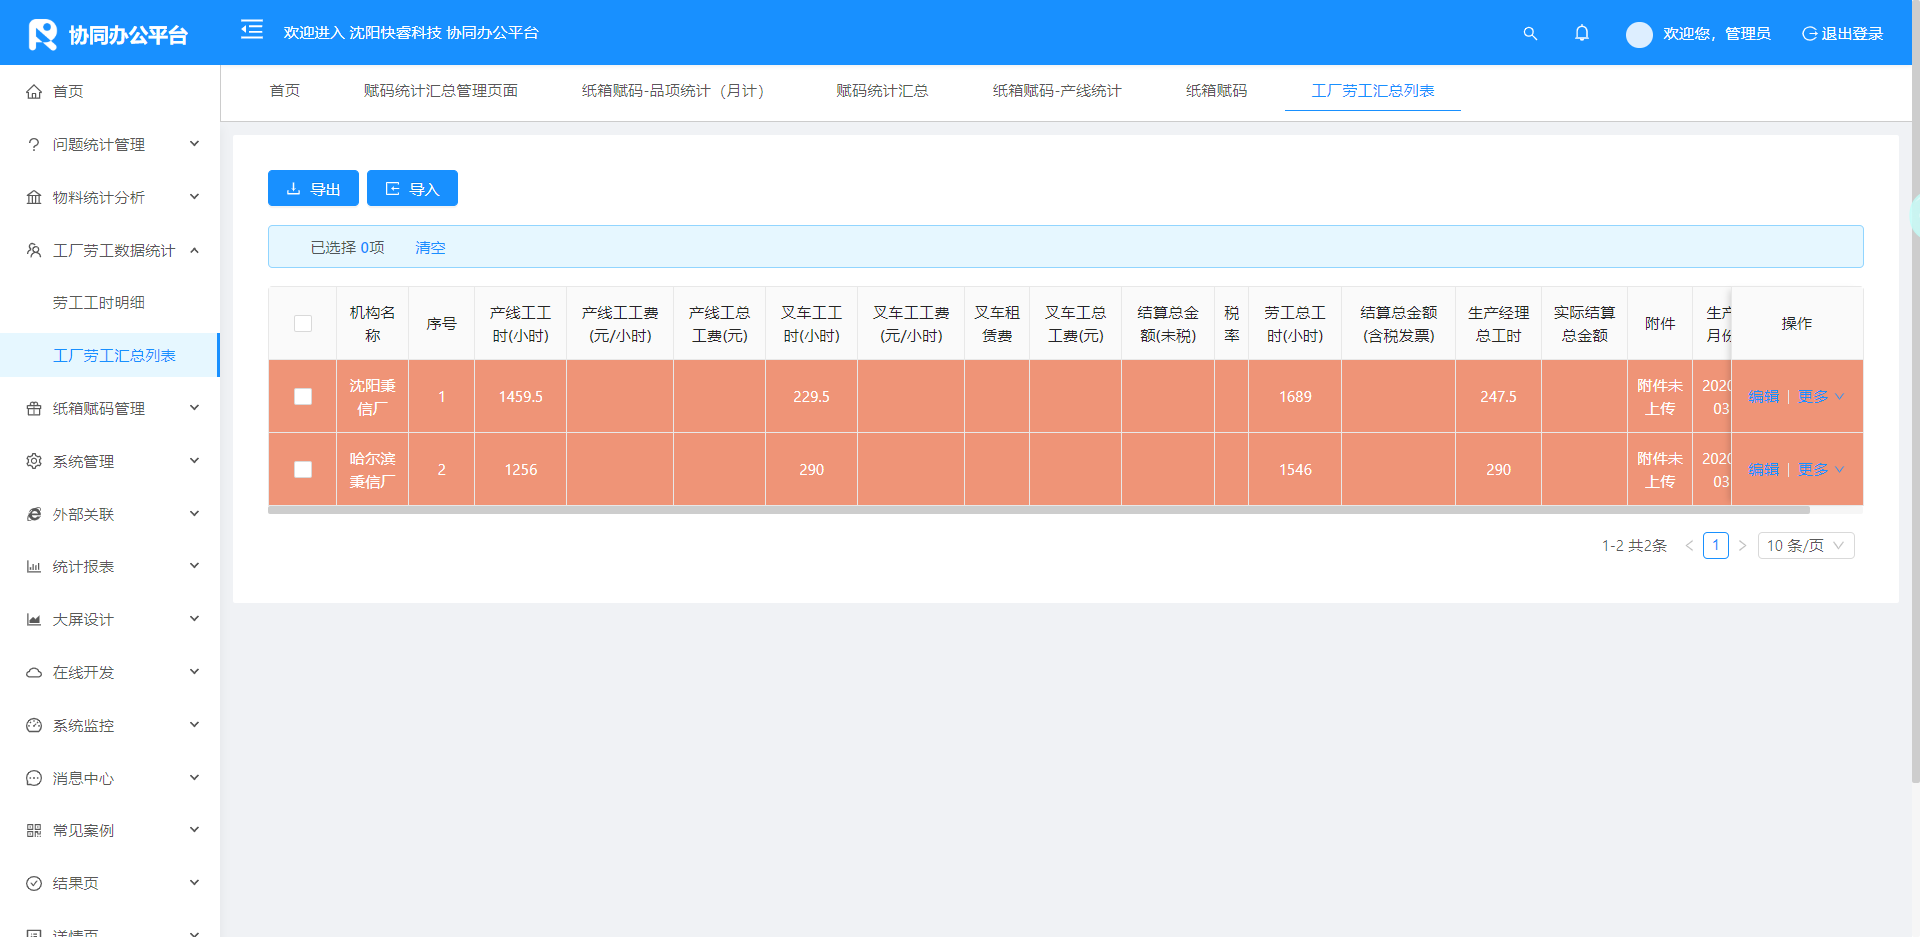 协同办公平台
欢迎进入 沈阳快睿科技 协同办公平台
欢迎您，管理员
退出登录
首页
问题统计管理
物料统计分析
工厂劳工数据统计
劳工工时明细
工厂劳工汇总列表
纸箱赋码管理
系统管理
外部关联
统计报表
大屏设计
在线开发
系统监控
消息中心
常见案例
结果页
详情页
首页 赋码统计汇总管理页面 纸箱赋码-品项统计（月计） 赋码统计汇总 纸箱赋码-产线统计 纸箱赋码 工厂劳工汇总列表
导出 导入
已选择 0项 清空
机构名称 序号 产线工工时(小时) 产线工工费(元/小时) 产线工总工费(元) 叉车工工时(小时) 叉车工工费(元/小时) 叉车租赁费 叉车工总工费(元) 结算总金额(未税) 税率 劳工总工时(小时) 结算总金额(含税发票) 生产经理总工时 实际结算总金额 附件 生产月份 操作
沈阳秉信厂 1 1459.5 229.5 1689 247.5 附件未上传 2020 03 编辑 更多
哈尔滨秉信厂 2 1256 290 1546 290 附件未上传 2020 03 编辑 更多
1-2 共2条 < 1 > 10 条/页